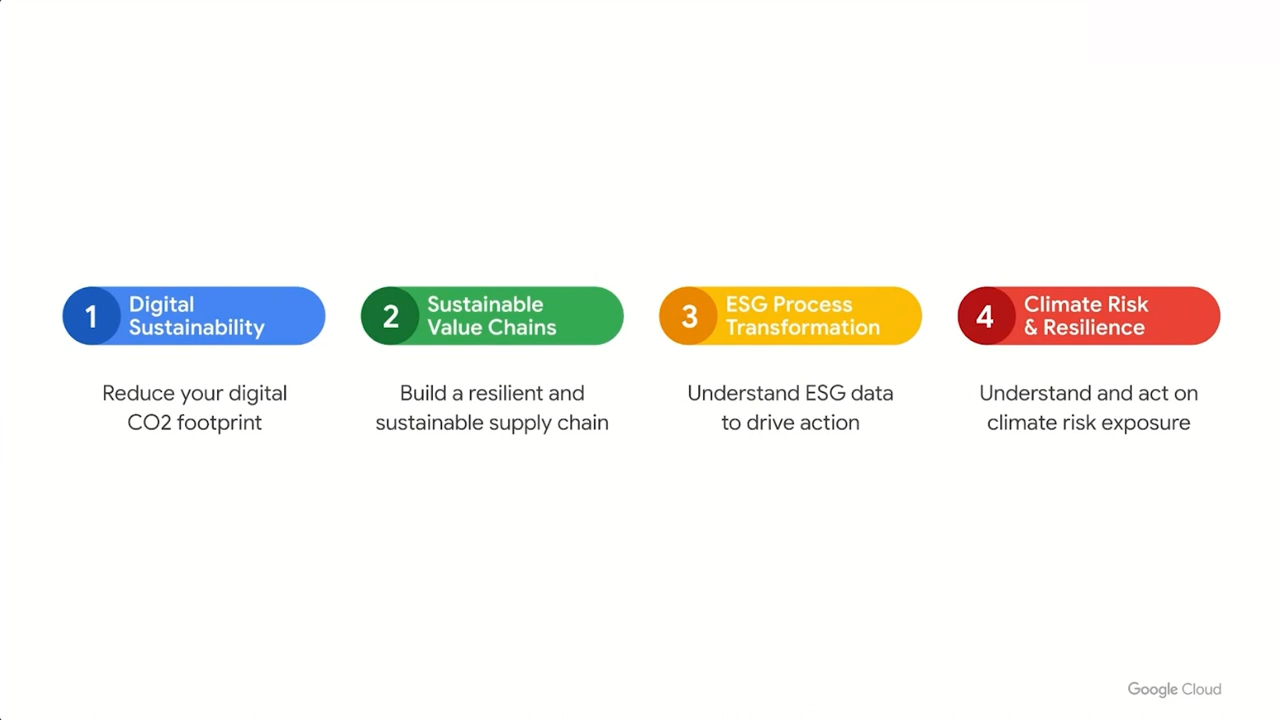 1
Digital
Sustainability
Reduce your digital
CO2 footprint
2
Sustainable
Value Chains
Build a resilient and
sustainable supply chain
3
ESG Process
Transformation
Understand ESG data
to drive action
4
Climate Risk
& Resilience
Understand and act on
climate risk exposure
Google Cloud